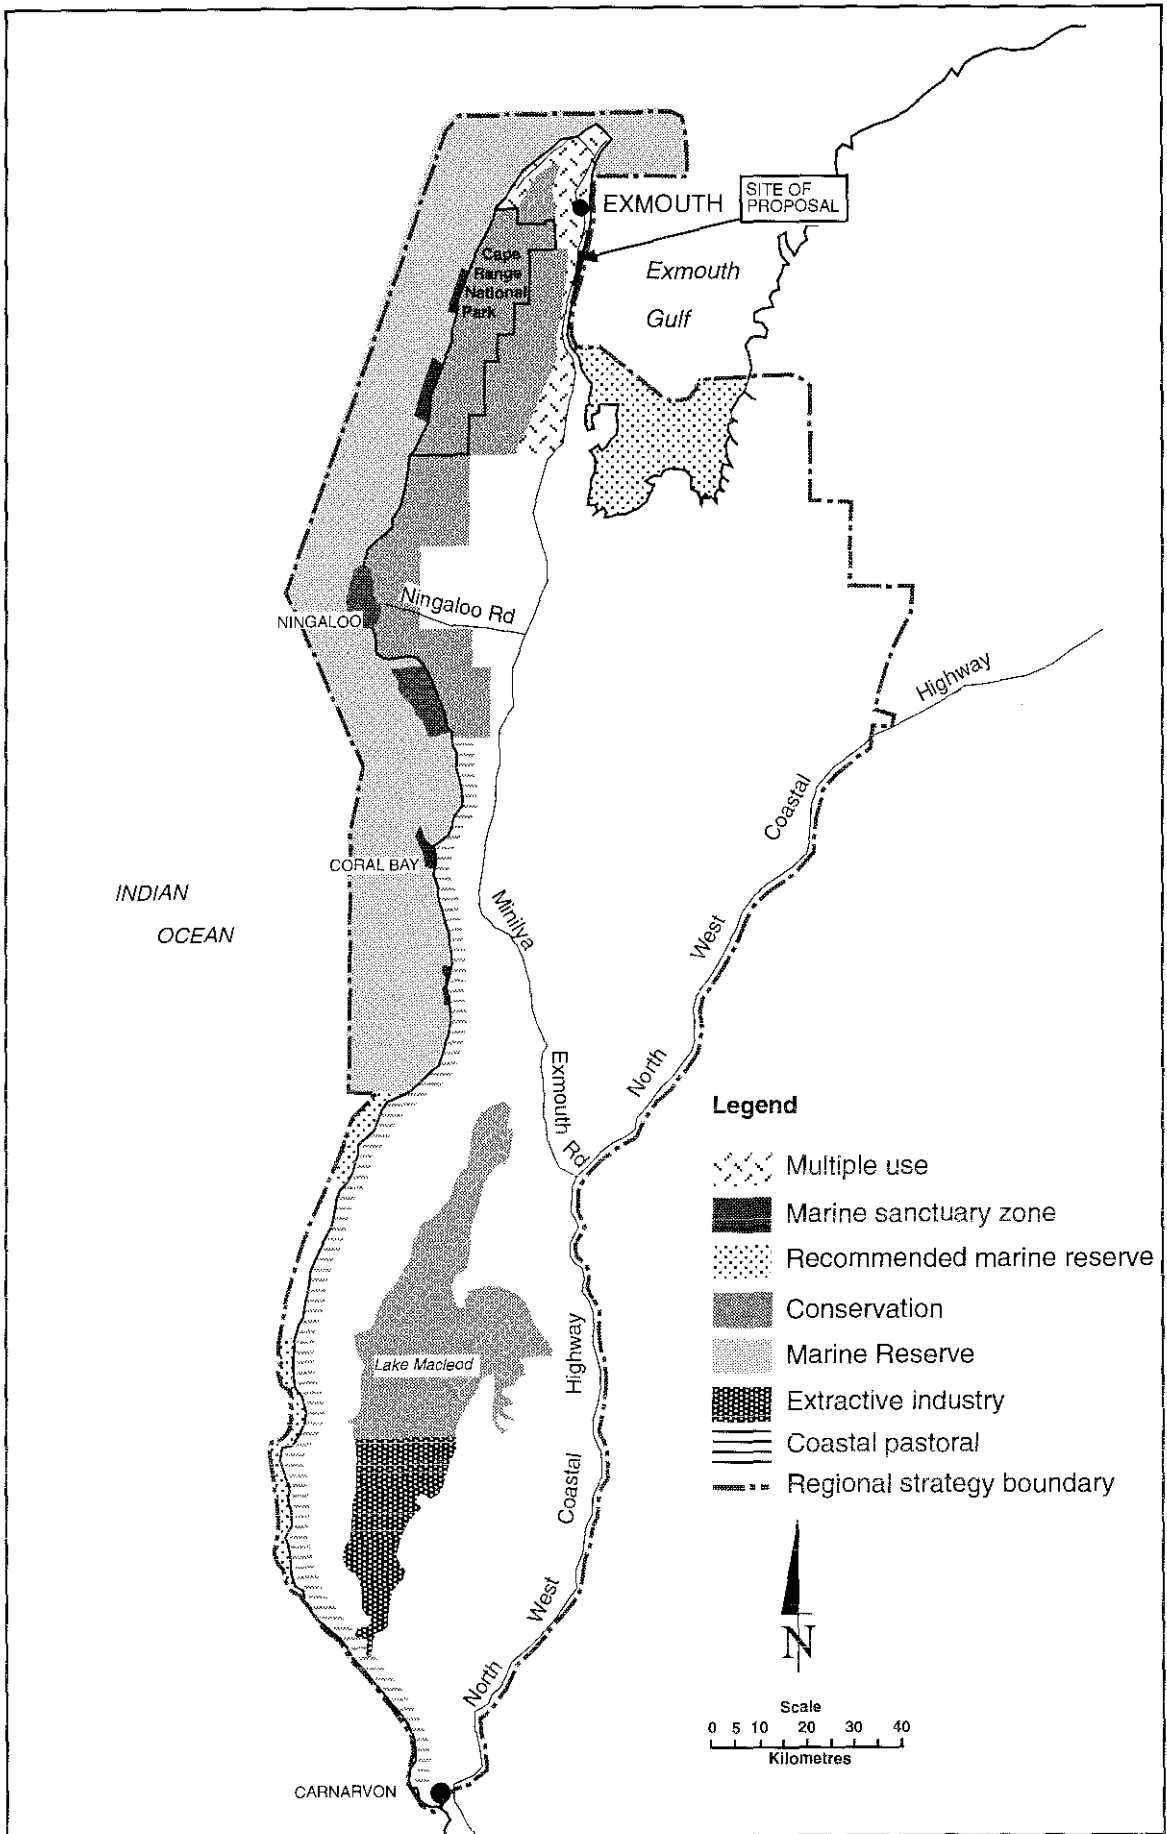 EXMOUTH
SITE OF
PROPOSAL
Cape
Range
National
Park
Exmouth
Gulf
Ningaloo Rd
NINGALOO
Highway
Coastal
West
North
CORAL BAY
INDIAN
OCEAN
Minilya
Exmouth
Rd
Lake Macleod
Highway
Coastal
West
North
CARNARVON
Legend
Multiple use
Marine sanctuary zone
Recommended marine reserve
Conservation
Marine Reserve
Extractive industry
Coastal pastoral
Regional strategy boundary
N
Scale
0 5 10 20 30 40
Kilometres